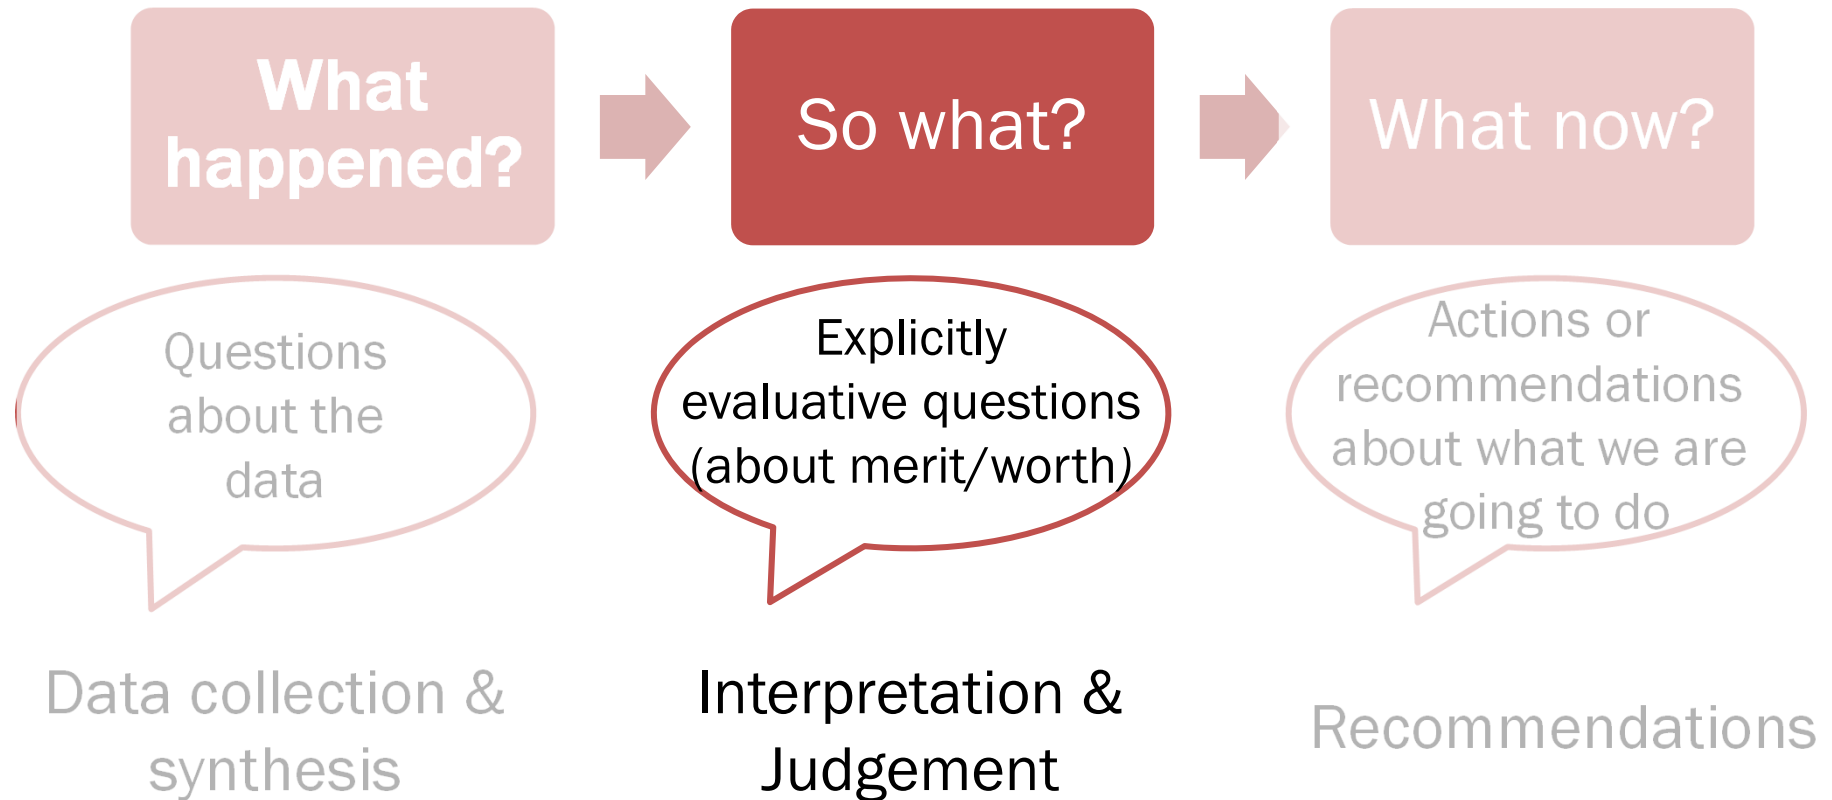 What
happened?
So what?
What now?
Questions
about the
data
Explicitly
evaluative questions
(about merit/worth)
Actions or
recommendations
about what we are
going to do
Data collection &
synthesis
Interpretation &
Judgement
Recommendations